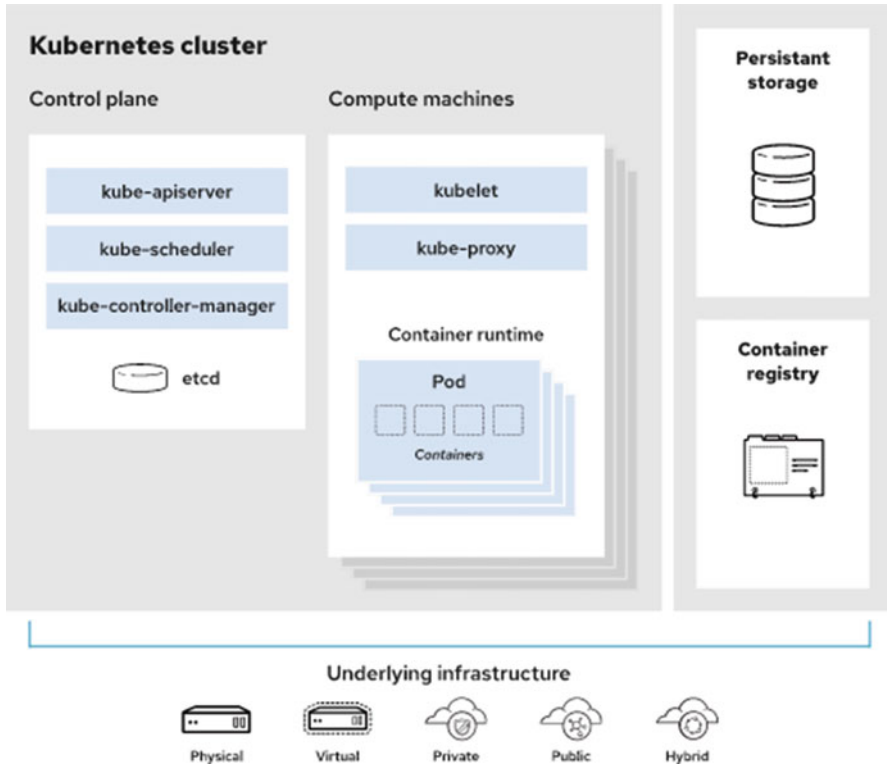 Kubernetes cluster
Control plane
kube-apiserver
kube-scheduler
kube-controller-manager
etcd
Compute machines
kubelet
kube-proxy
Container runtime
Pod
Containers
Persistant
storage
Container
registry
Underlying infrastructure
Physical
Virtual
Private
Public
Hybrid